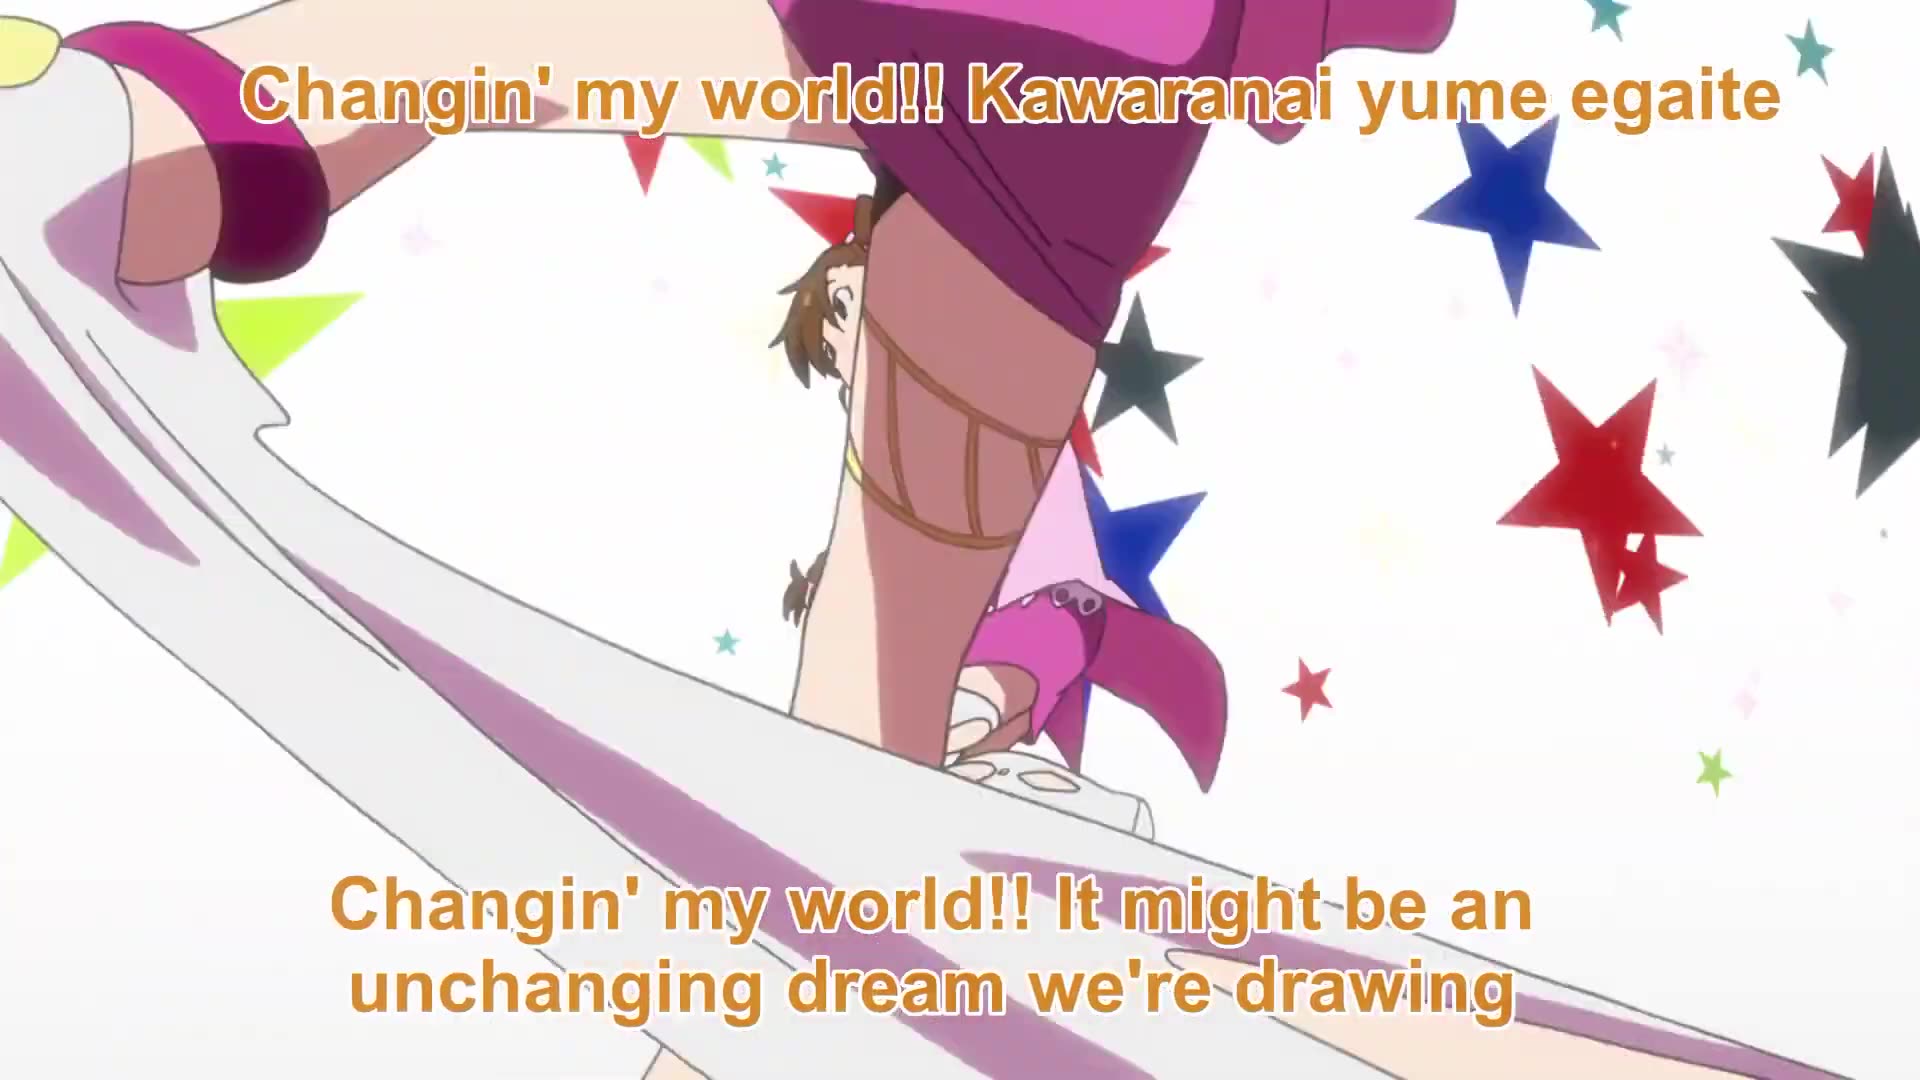 Changin' my world!! Kawaranai yume egaite
Changin' my world!! It might be an
unchanging dream we're drawing